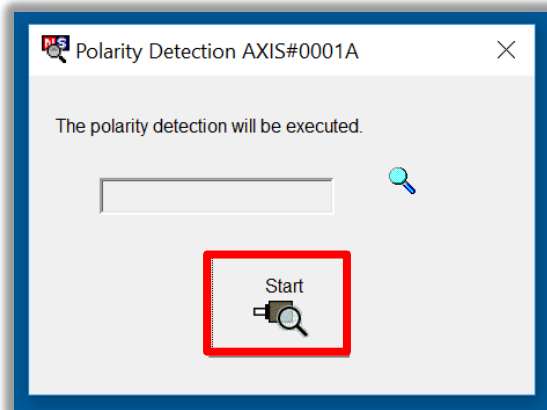 Polarity Detection AXIS#0001A
The polarity detection will be executed.
Start